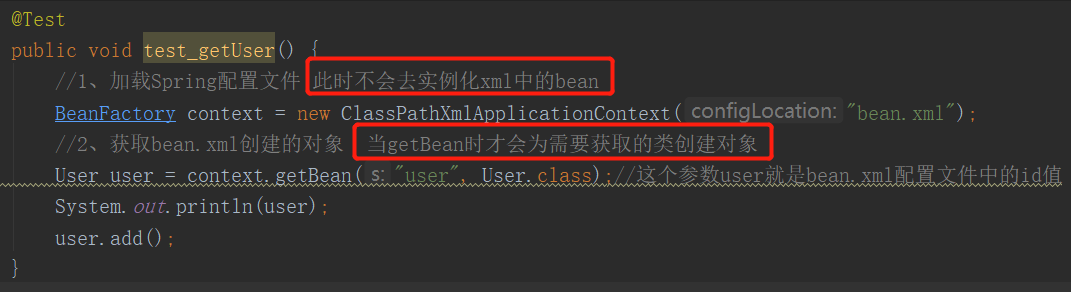 @Test
public void test_getUser() {
//1、加载Spring配置文件 此时不会去实例化xml中的bean
BeanFactory context = new ClassPathXmlApplicationContext( configLocation: "bean.xml");
//2、获取bean.xml创建的对象 当getBean时才会为需要获取的类创建对象
User user = context.getBean( s: "user", User.class);//这个参数user就是bean.xml配置文件中的id值
System.out.println(user);
user.add();
}